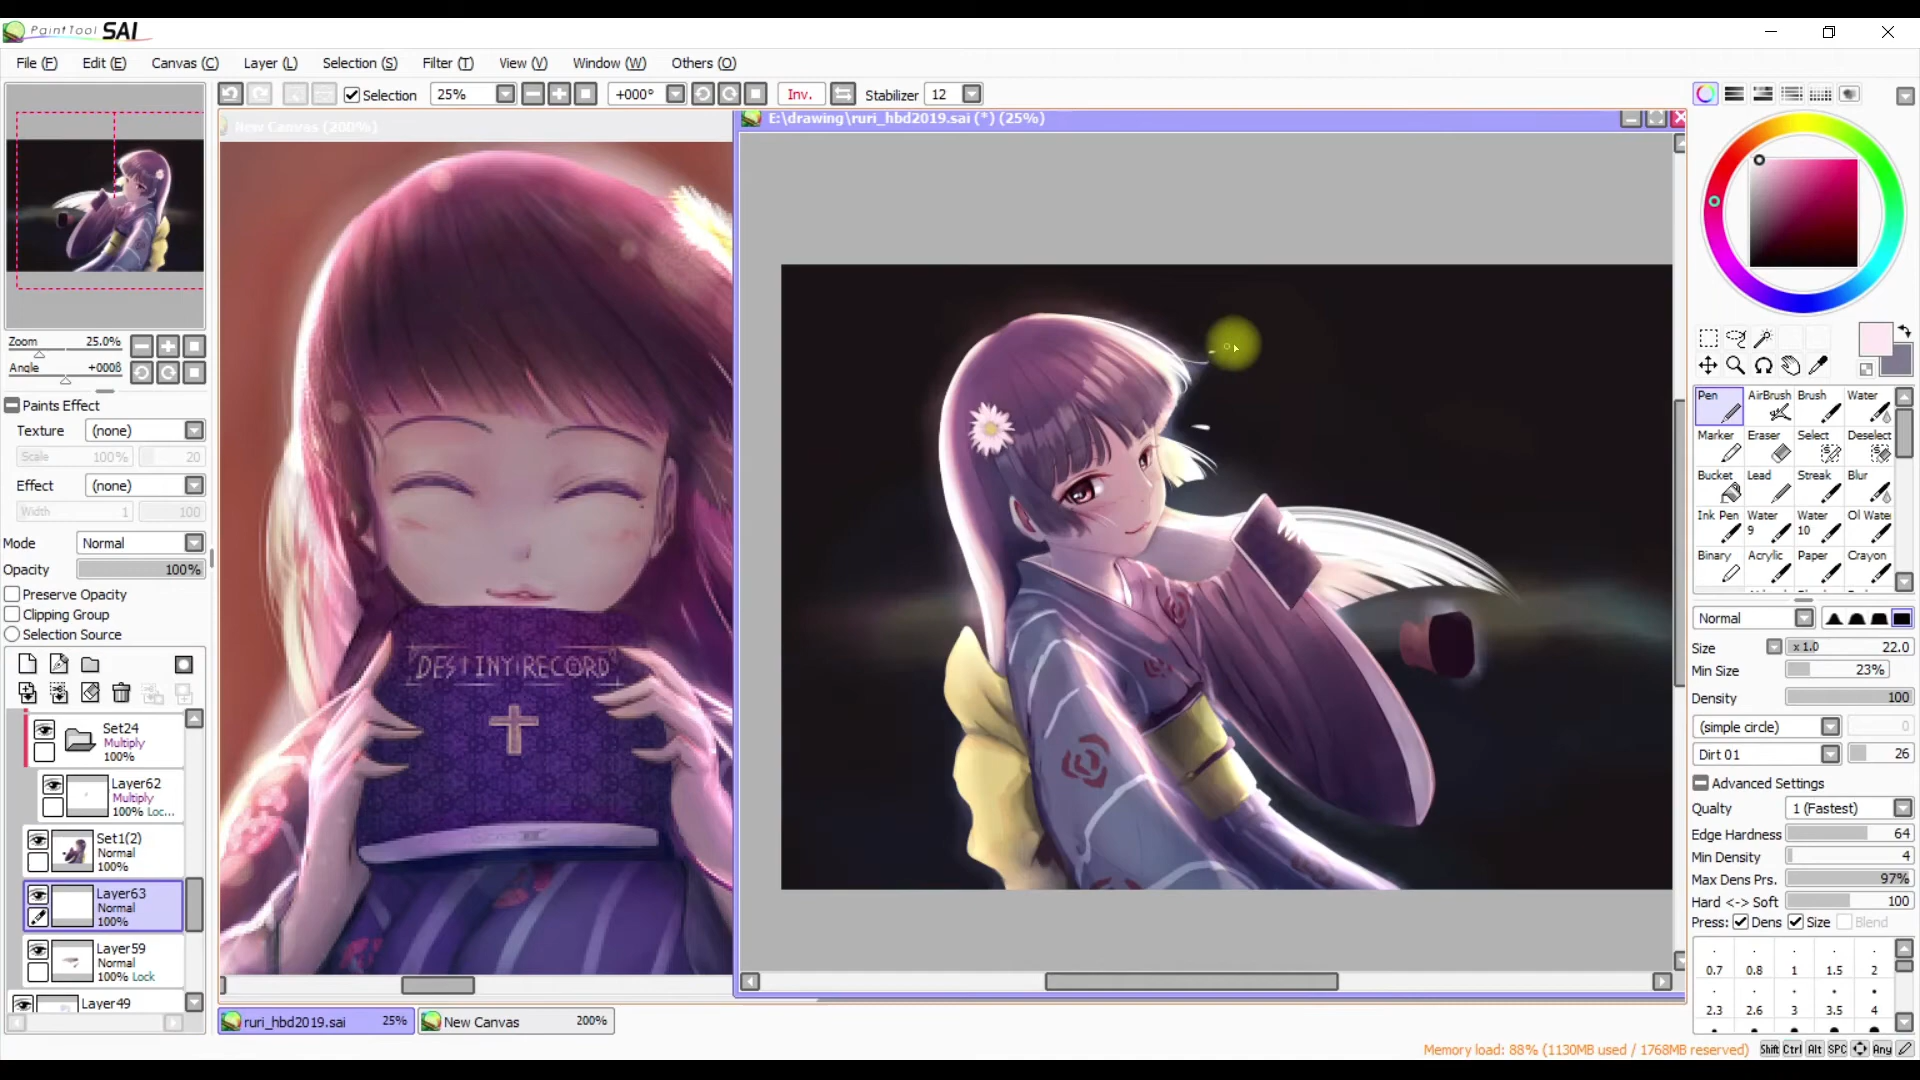 PaintTool SAI
File (F) Edit (E) Canvas (C) Layer (L) Selection (S) Filter (T) View (V) Window (W) Others (O)
Selection 25% +000° Inv. Stabilizer 12
New Canvas (200%)
E:\drawing\ruri_hbd2019.sai (*) (25%)
Zoom 25.0%
Angle +000ß
Paints Effect
Texture (none)
Scale 100% 20
Effect (none)
Width 1 100
Mode Normal
Opacity 100%
Preserve Opacity
Clipping Group
Selection Source
Set24
Multiply
100%
Layer62
Multiply
100% Loc...
Set1(2)
Normal
100%
Layer63
Normal
100%
Layer59
Normal
100% Lock
Layer49
DESTINY RECORD
ruri_hbd2019.sai 25%
New Canvas 200%
Pen AirBrush Brush Water
Marker Eraser Select Deselect
Bucket Lead Streak Blur
Ink Pen Water 9 Water 10 Oil Wate
Binary Acrylic Paper Crayon
Normal
Size x 1.0 22.0
Min Size 23%
Density 100
(simple circle) 0
Dirt 01 26
Advanced Settings
Qualty 1 (Fastest)
Edge Hardness 64
Min Density 4
Max Dens Prs. 97%
Hard <-> Soft 100
Press: Dens Size Blend
0.7 0.8 1 1.5 2
2.3 2.6 3 3.5 4
Memory load: 88% (1130MB used / 1768MB reserved) Shift Ctrl Alt SPC Any